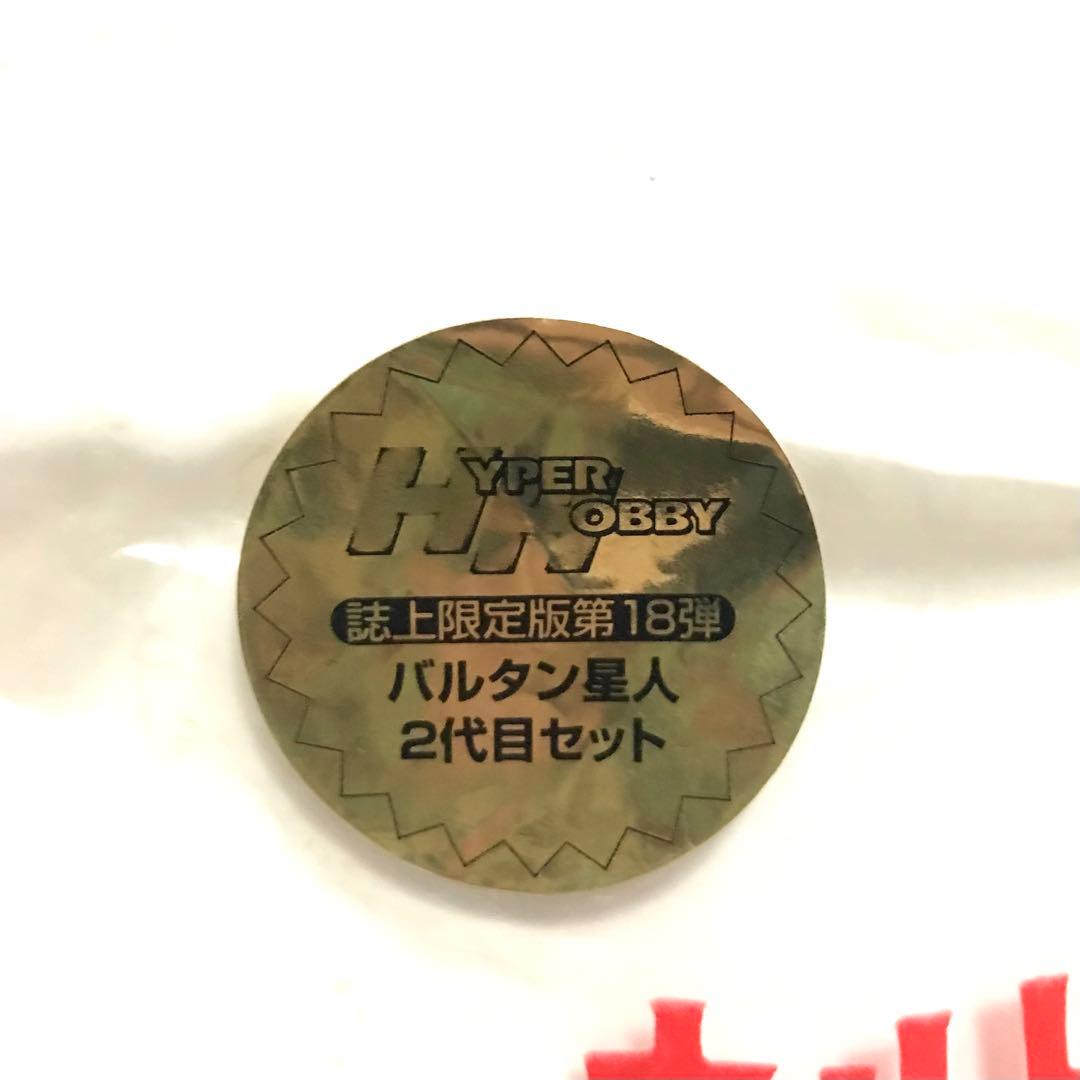 HYPER
HOBBY
誌上限定版第18弾
バルタン星人
2代目セット